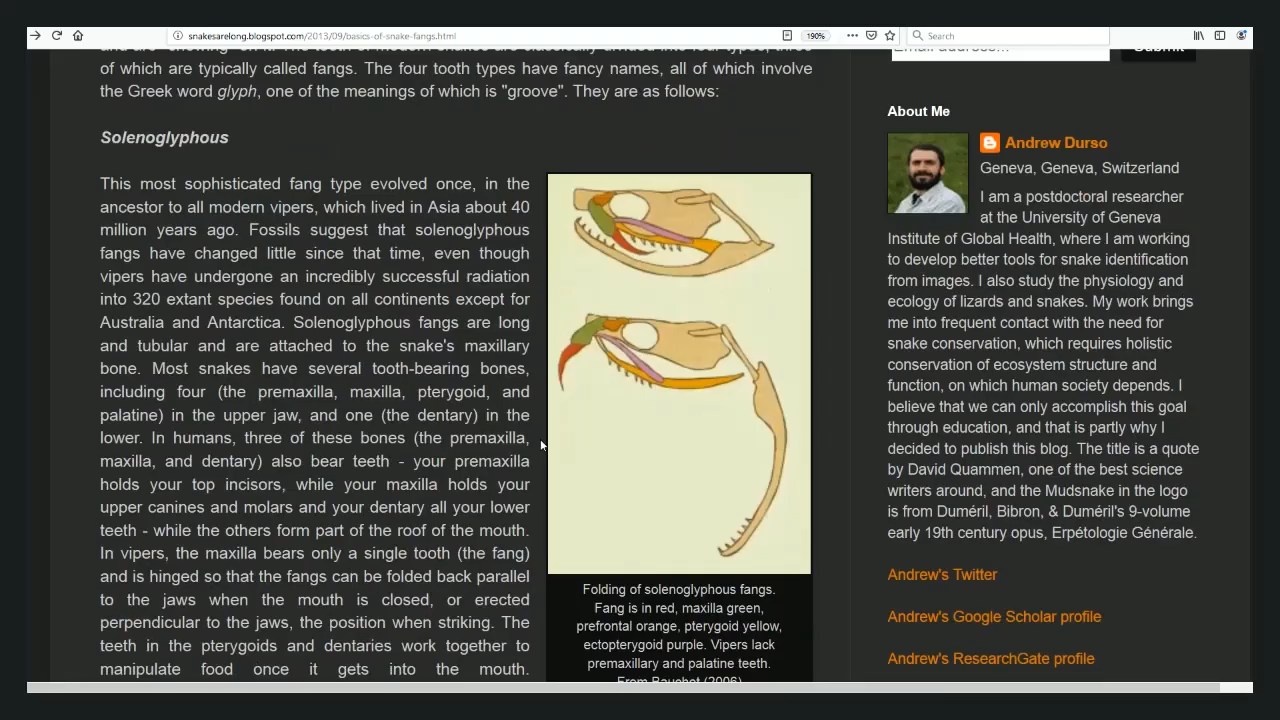 snakesarelong.blogspot.com/2013/09/basics-of-snake-fangs.html
190%
Search
of which are typically called fangs. The four tooth types have fancy names, all of which involve
the Greek word glyph, one of the meanings of which is "groove". They are as follows:
Solenoglyphous
This most sophisticated fang type evolved once, in the
ancestor to all modern vipers, which lived in Asia about 40
million years ago. Fossils suggest that solenoglyphous
fangs have changed little since that time, even though
vipers have undergone an incredibly successful radiation
into 320 extant species found on all continents except for
Australia and Antarctica. Solenoglyphous fangs are long
and tubular and are attached to the snake's maxillary
bone. Most snakes have several tooth-bearing bones,
including four (the premaxilla, maxilla, pterygoid, and
palatine) in the upper jaw, and one (the dentary) in the
lower. In humans, three of these bones (the premaxilla,
maxilla, and dentary) also bear teeth - your premaxilla
holds your top incisors, while your maxilla holds your
upper canines and molars and your dentary all your lower
teeth - while the others form part of the roof of the mouth.
In vipers, the maxilla bears only a single tooth (the fang)
and is hinged so that the fangs can be folded back parallel
to the jaws when the mouth is closed, or erected
perpendicular to the jaws, the position when striking. The
teeth in the pterygoids and dentaries work together to
manipulate food once it gets into the mouth.
Folding of solenoglyphous fangs.
Fang is in red, maxilla green,
prefrontal orange, pterygoid yellow,
ectopterygoid purple. Vipers lack
premaxillary and palatine teeth.
From Bauchot (2006)
Email address...
Submit
About Me
Andrew Durso
Geneva, Geneva, Switzerland
I am a postdoctoral researcher
at the University of Geneva
Institute of Global Health, where I am working
to develop better tools for snake identification
from images. I also study the physiology and
ecology of lizards and snakes. My work brings
me into frequent contact with the need for
snake conservation, which requires holistic
conservation of ecosystem structure and
function, on which human society depends. I
believe that we can only accomplish this goal
through education, and that is partly why I
decided to publish this blog. The title is a quote
by David Quammen, one of the best science
writers around, and the Mudsnake in the logo
is from Duméril, Bibron, & Duméril's 9-volume
early 19th century opus, Erpétologie Générale.
Andrew's Twitter
Andrew's Google Scholar profile
Andrew's ResearchGate profile